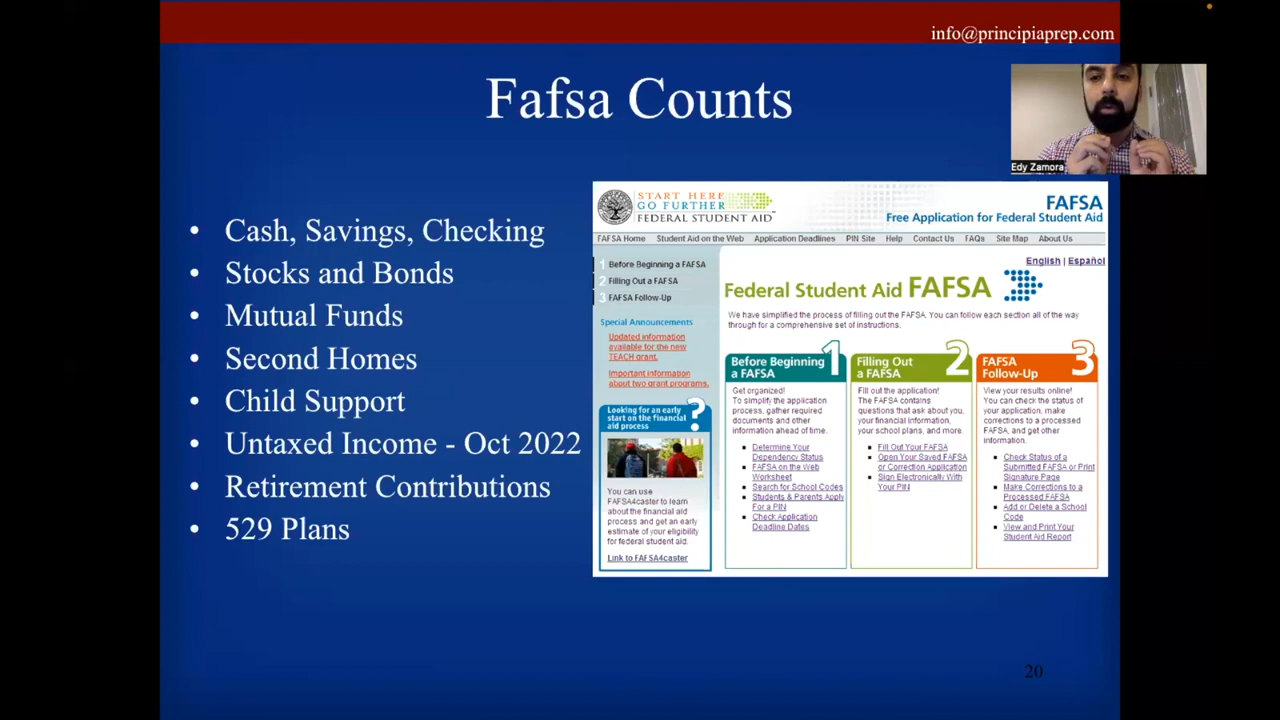 info@principiaprep.com
Fafsa Counts
Edy Zamora
• Cash, Savings, Checking
• Stocks and Bonds
• Mutual Funds
• Second Homes
• Child Support
• Untaxed Income - Oct 2022
• Retirement Contributions
• 529 Plans
START HERE
GO FURTHER
FEDERAL STUDENT AID
FAFSA
Free Application for Federal Student Aid
FAFSA Home Student Aid on the Web Application Deadlines PIN Site Help Contact Us FAQs Site Map About Us
English | Español
1 Before Beginning a FAFSA
2 Filling Out a FAFSA
3 FAFSA Follow-Up
Special Announcements
Updated information
available for the new
TEACH grant.
Important information
about two grant programs.
Looking for an early
start on the financial
aid process
?
You can use
FAFSA4caster to learn
about the financial aid
process and get an early
estimate of your eligibility
for federal student aid.
Link to FAFSA4caster
Federal Student Aid FAFSA
We have simplified the process of filling out the FAFSA. You can follow each section all of the way
through for a comprehensive set of instructions.
Before Beginning
a FAFSA
1
Get organized!
To simplify the application
process, gather required
documents and other
information ahead of time.
Determine Your
Dependency Status
FAFSA on the Web
Worksheet
Search for School Codes
Students & Parents Apply
For a PIN
Check Application
Deadline Dates
Filling Out
a FAFSA
2
Fill out the application!
The FAFSA contains
questions that ask about you,
your financial information,
your school plans, and more.
Fill Out Your FAFSA
Open Your Saved FAFSA
or Correction Application
Sign Electronically With
Your PIN
FAFSA
Follow-Up
3
View your results online!
You can check the status of
your application, make
corrections to a processed
FAFSA, and get other
information.
Check Status of a
Submitted FAFSA or Print
Signature Page
Make Corrections to a
Processed FAFSA
Add or Delete a School
Code
View and Print Your
Student Aid Report
20